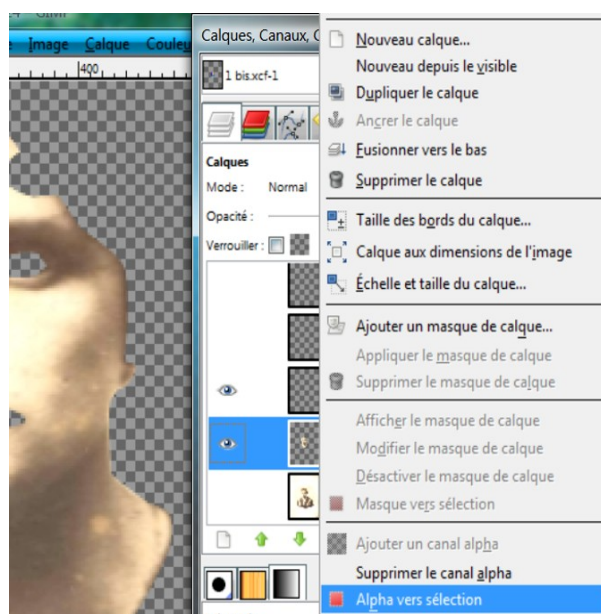 GIMP
Image Calque Couleu
400
Calques, Canaux, C
1 bis.xcf-1
Calques
Mode : Normal
Opacité :
Verrouiller :
Nouveau calque...
Nouveau depuis le visible
Dupliquer le calque
Ancrer le calque
Fusionner vers le bas
Supprimer le calque
Taille des bords du calque...
Calque aux dimensions de l'image
Échelle et taille du calque...
Ajouter un masque de calque...
Appliquer le masque de calque
Supprimer le masque de calque
Afficher le masque de calque
Modifier le masque de calque
Désactiver le masque de calque
Masque vers sélection
Ajouter un canal alpha
Supprimer le canal alpha
Alpha vers sélection